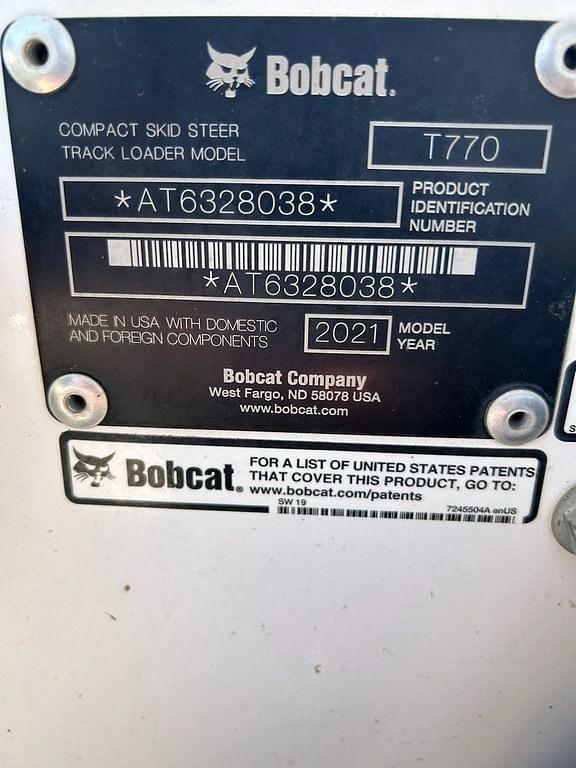 Bobcat.
COMPACT SKID STEER
TRACK LOADER MODEL
T770
*AT6328038*
PRODUCT
IDENTIFICATION
NUMBER
*AT6328038*
MADE IN USA WITH DOMESTIC
AND FOREIGN COMPONENTS
2021
MODEL
YEAR
Bobcat Company
West Fargo, ND 58078 USA
www.bobcat.com
Bobcat®
FOR A LIST OF UNITED STATES PATENTS
THAT COVER THIS PRODUCT, GO TO:
www.bobcat.com/patents
SW 19
7245504A enUS
S